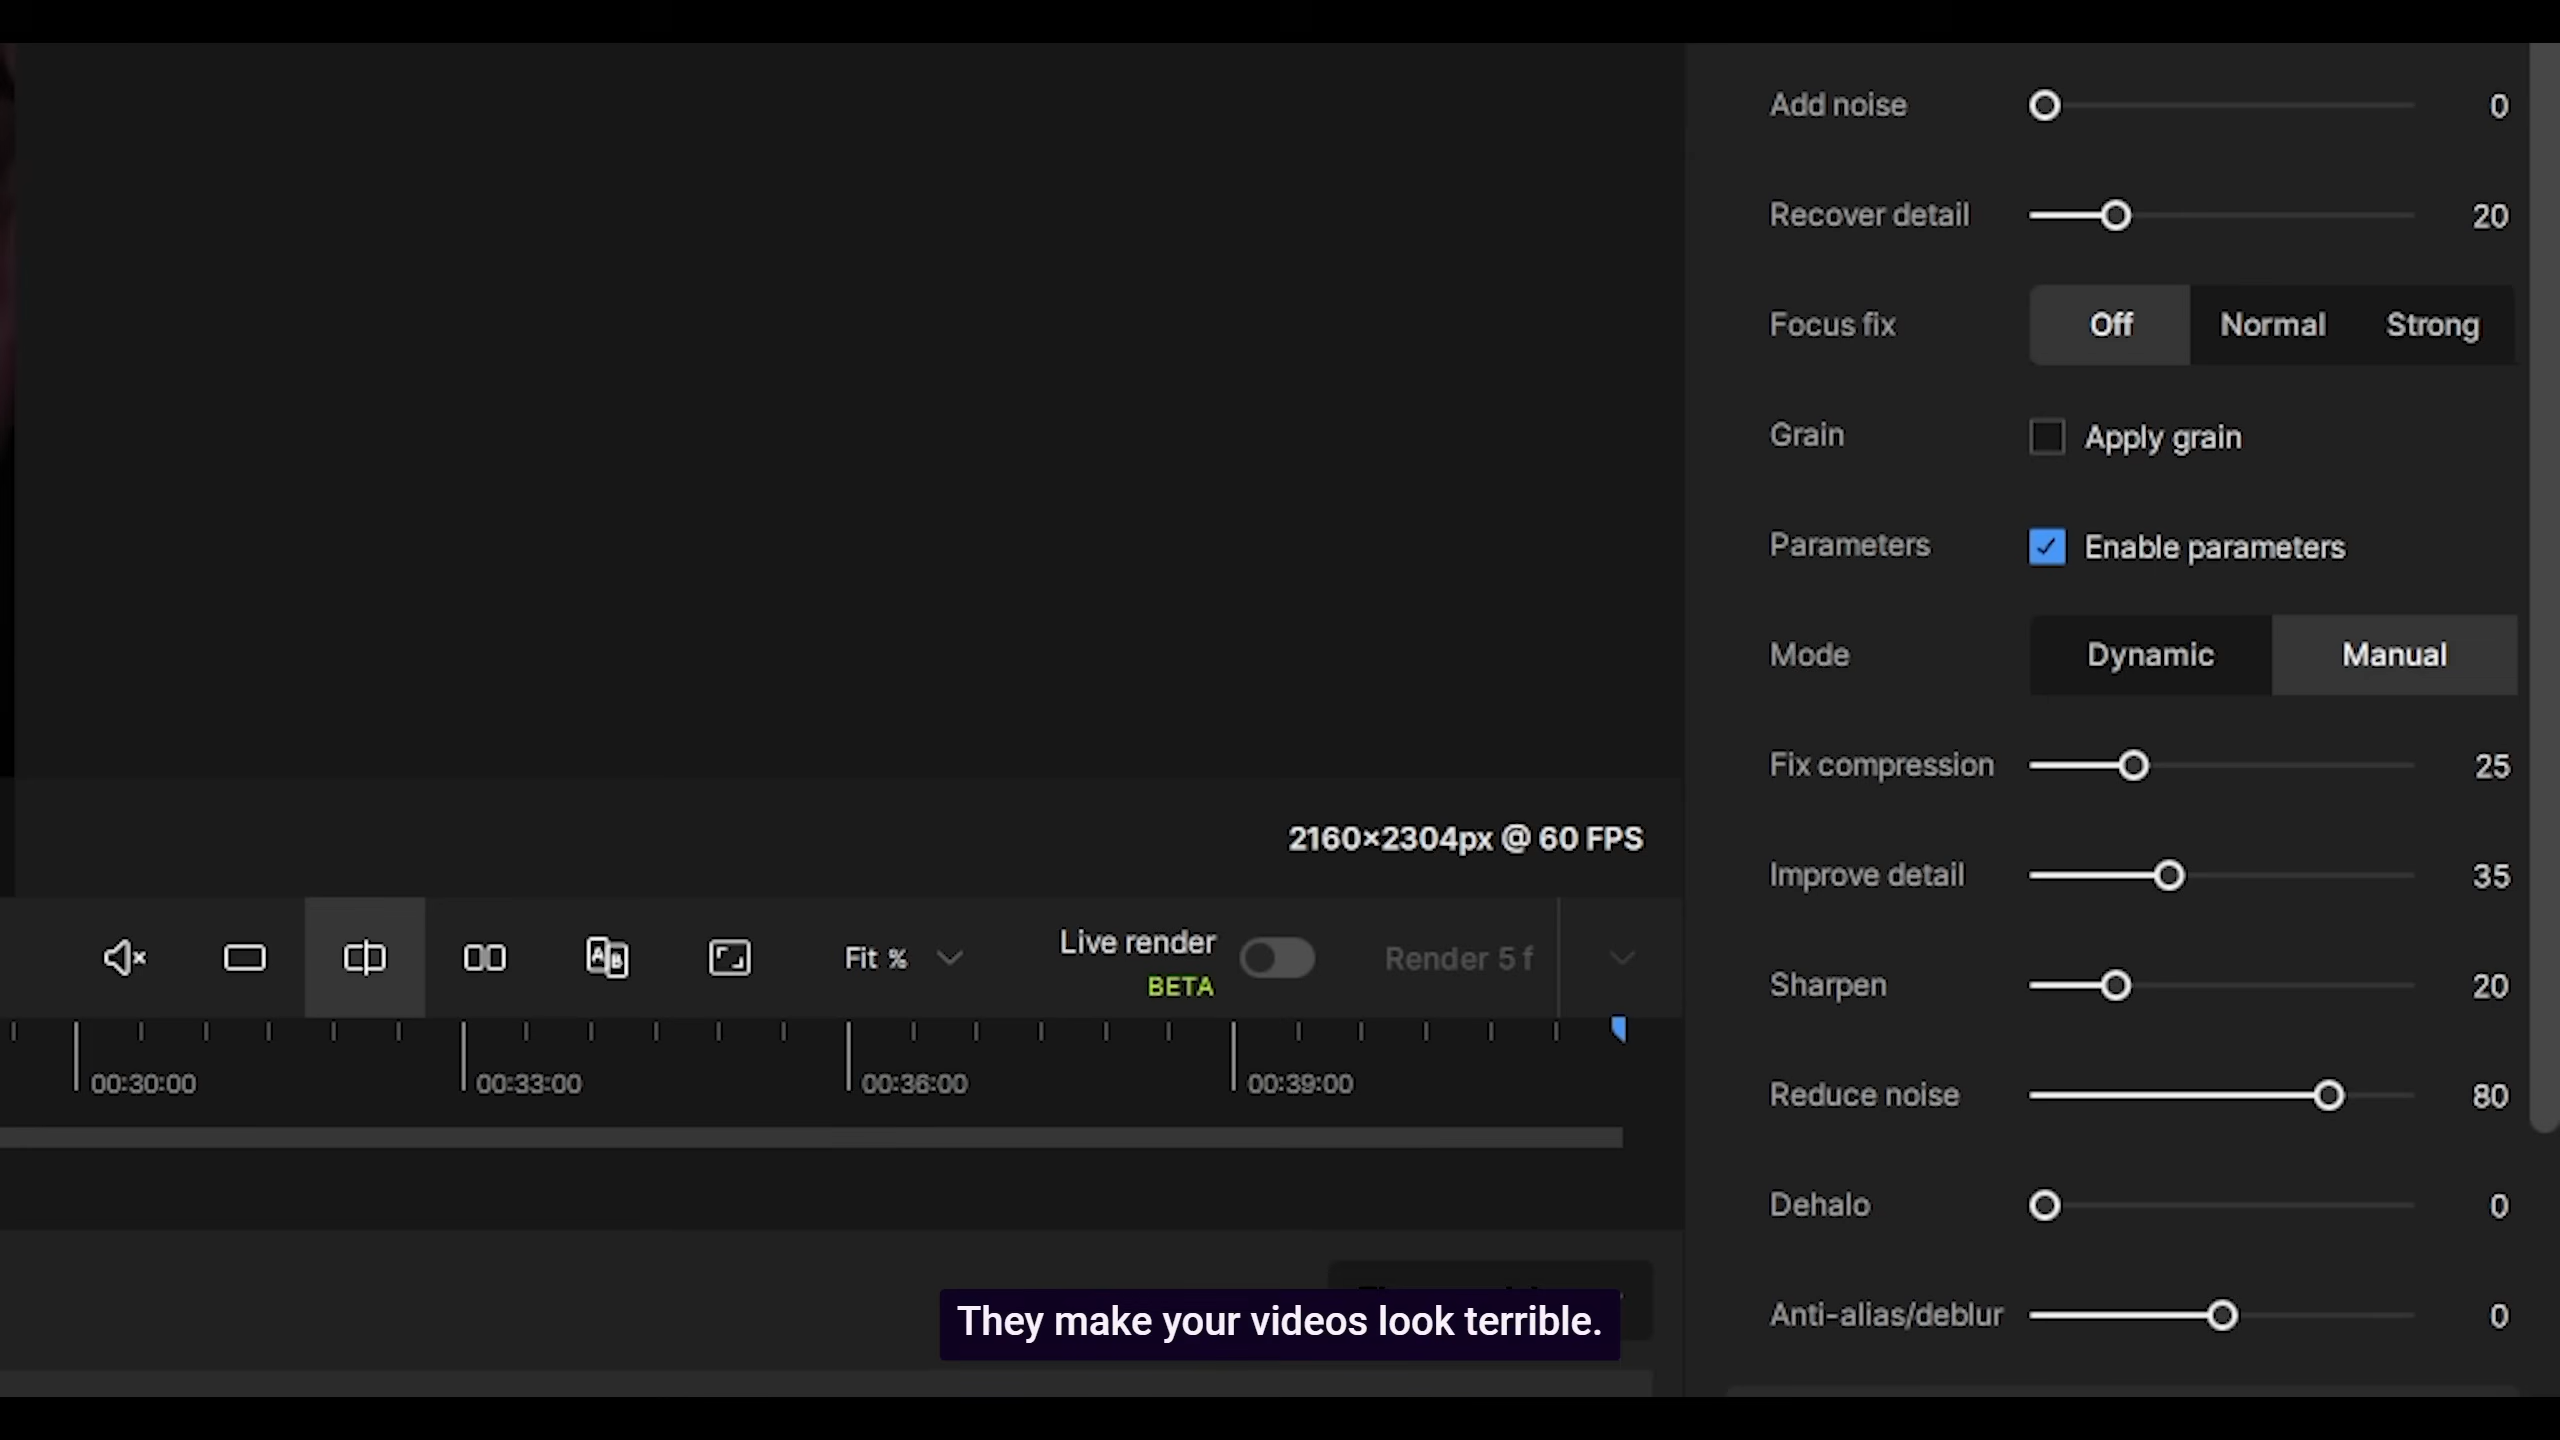 Add noise 0
Recover detail 20
Focus fix Off Normal Strong
Grain Apply grain
Parameters Enable parameters
Mode Dynamic Manual
Fix compression 25
2160×2304px @ 60 FPS
Improve detail 35
Fit % Live render BETA Render 5 f
Sharpen 20
00:30:00 00:33:00 00:36:00 00:39:00
Reduce noise 80
Dehalo 0
Anti-alias/deblur 0
They make your videos look terrible.